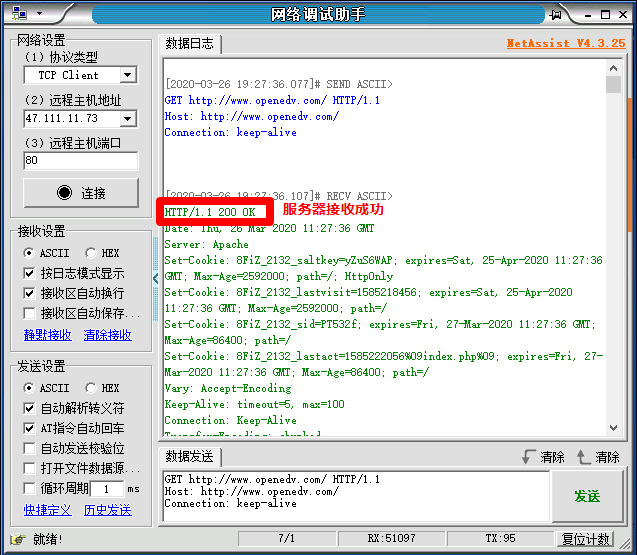 网络调试助手
网络设置
(1) 协议类型
TCP Client
(2) 远程主机地址
47.111.11.73
(3) 远程主机端口
80
连接
接收设置
ASCII HEX
按日志模式显示
接收区自动换行
接收区自动保存...
静默接收 清除接收
发送设置
ASCII HEX
自动解析转义符
AT指令自动回车
自动发送校验位
打开文件数据源...
循环周期 1 ms
快捷定义 历史发送
数据日志
NetAssist V4.3.25
[2020-03-26 19:27:36.077]# SEND ASCII>
GET http://www.openedv.com/ HTTP/1.1
Host: http://www.openedv.com/
Connection: keep-alive
[2020-03-26 19:27:36.107]# RECV ASCII>
HTTP/1.1 200 OK
服务器接收成功
Date: Thu, 26 Mar 2020 11:27:36 GMT
Server: Apache
Set-Cookie: 8FiZ_2132_saltkey=yZuS6WAP; expires=Sat, 25-Apr-2020 11:27:36
GMT; Max-Age=2592000; path=/; HttpOnly
Set-Cookie: 8FiZ_2132_lastvisit=1585218456; expires=Sat, 25-Apr-2020
11:27:36 GMT; Max-Age=2592000; path=/
Set-Cookie: 8FiZ_2132_sid=PT532f; expires=Fri, 27-Mar-2020 11:27:36 GMT;
Max-Age=86400; path=/
Set-Cookie: 8FiZ_2132_lastact=1585222056%09index.php%09; expires=Fri, 27-
Mar-2020 11:27:36 GMT; Max-Age=86400; path=/
Vary: Accept-Encoding
Keep-Alive: timeout=5, max=100
Connection: Keep-Alive
Transfer-Encoding: chunked
数据发送
清除 清除
GET http://www.openedv.com/ HTTP/1.1
Host: http://www.openedv.com/
Connection: keep-alive
发送
就绪!
7/1
RX:51097
TX:95
复位计数